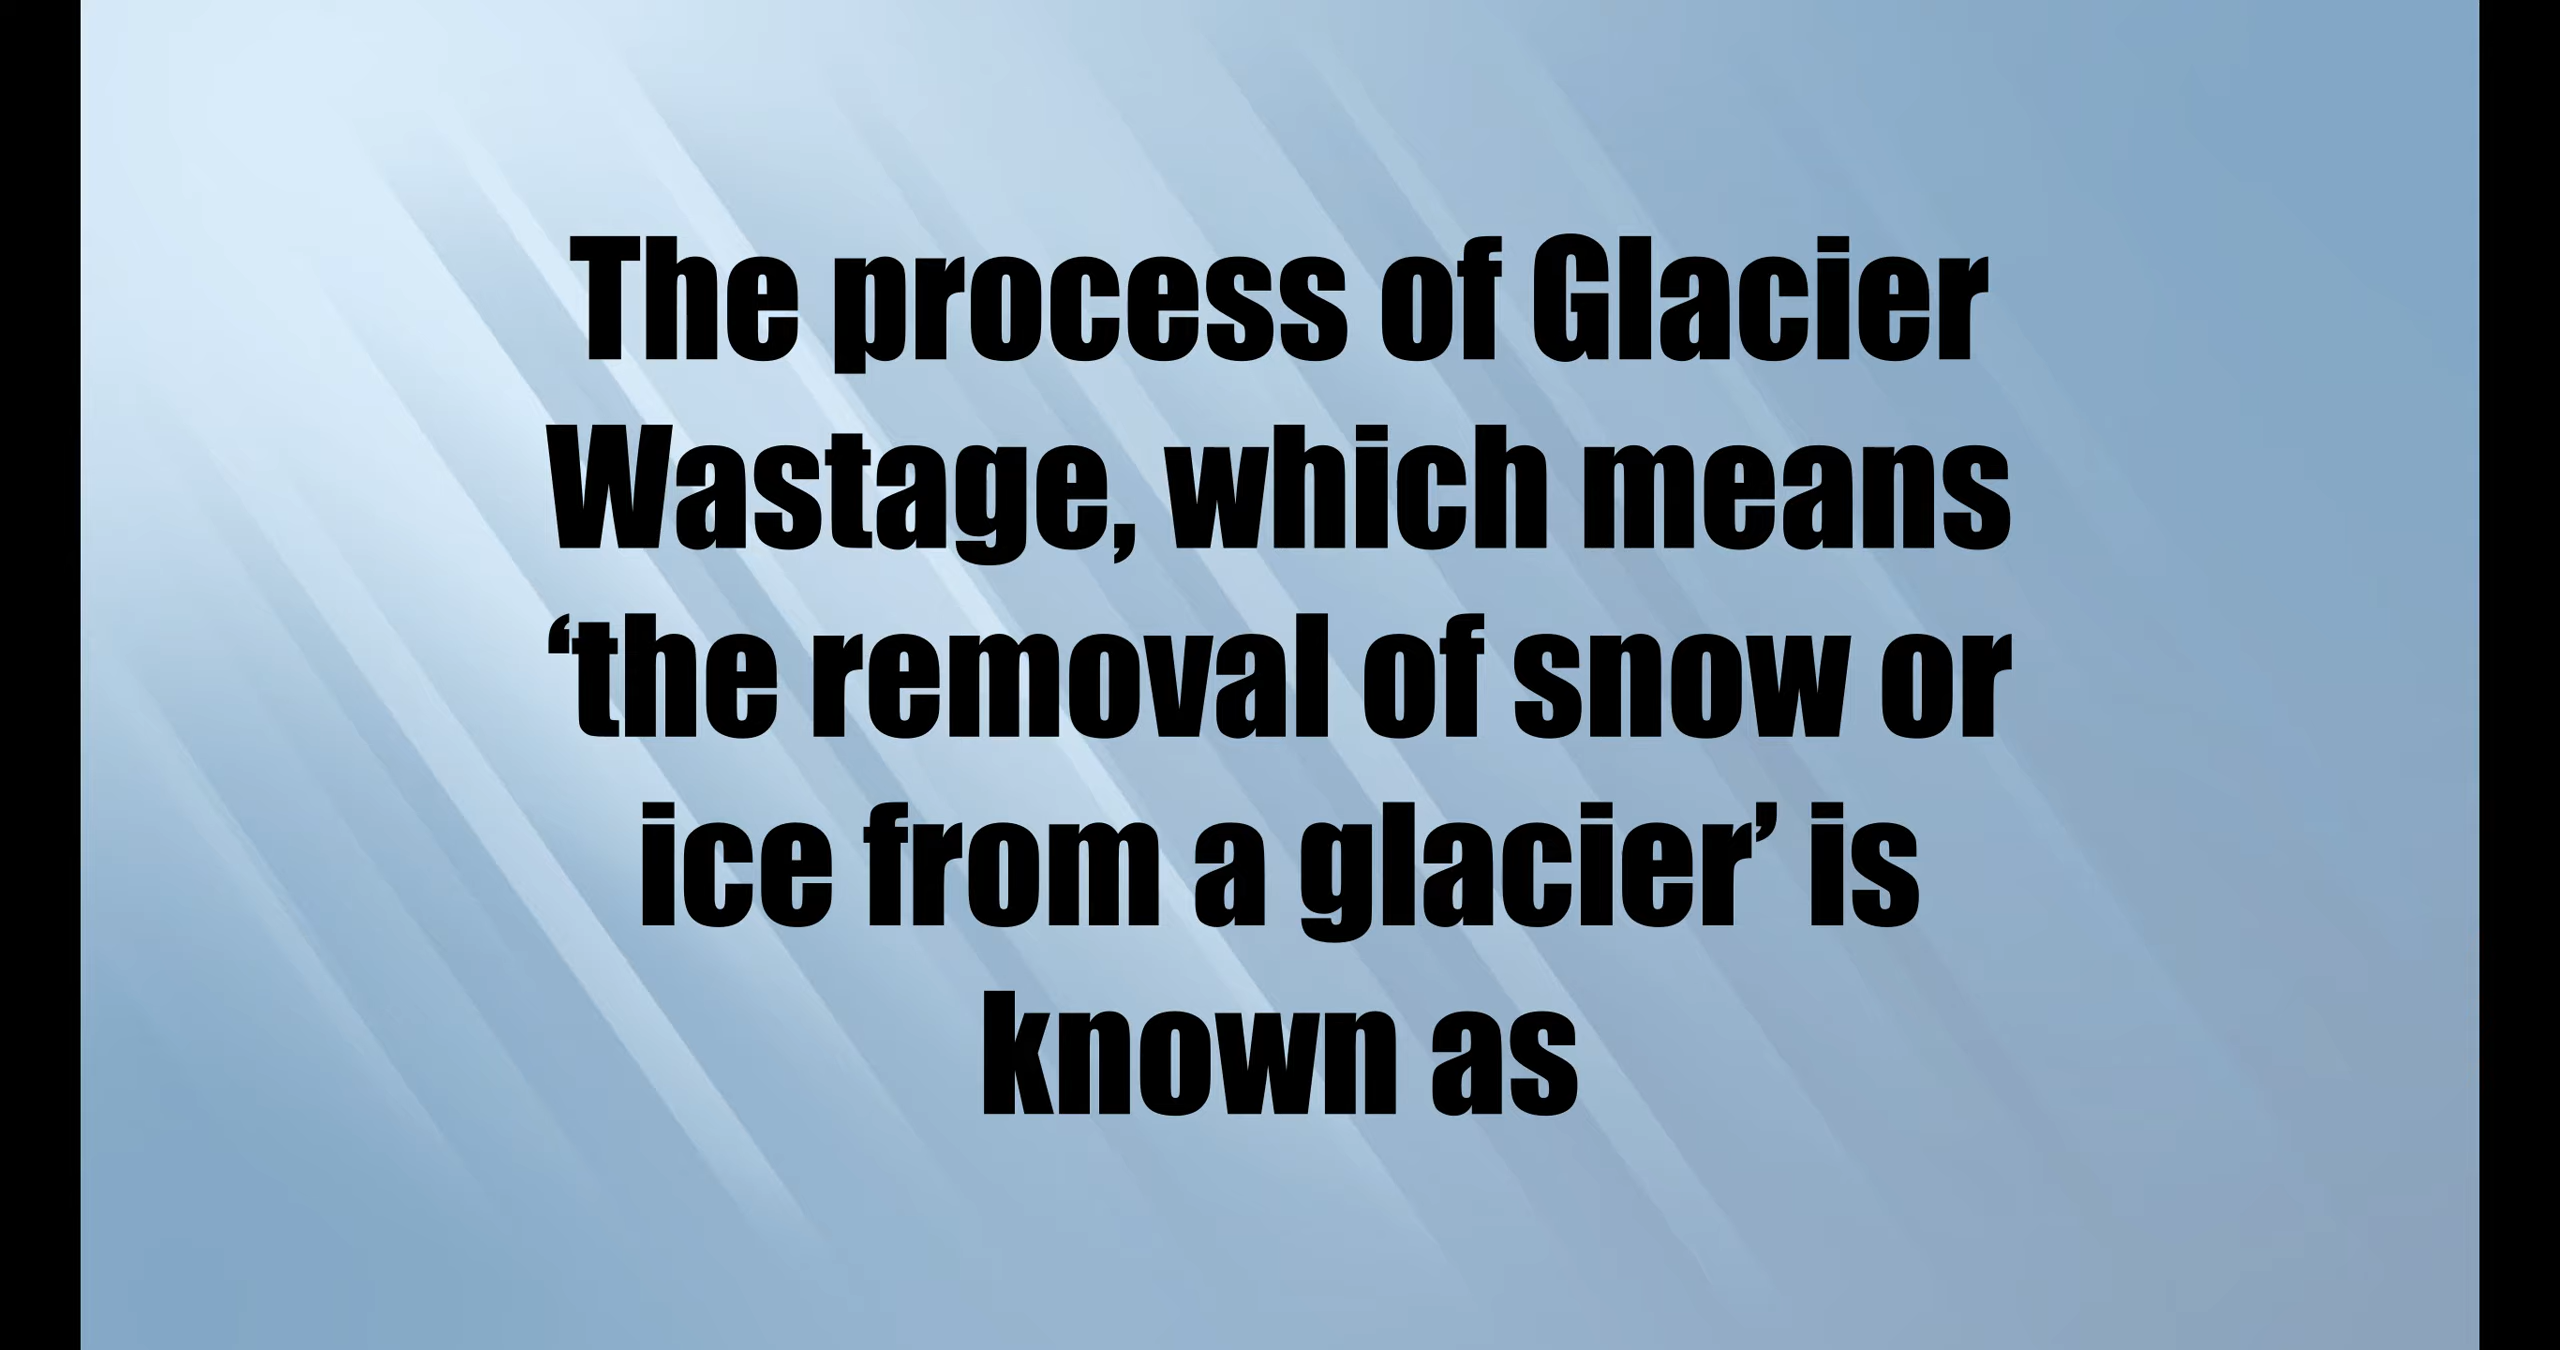 The process of Glacier
Wastage, which means
‘the removal of snow or
ice from a glacier’ is
known as